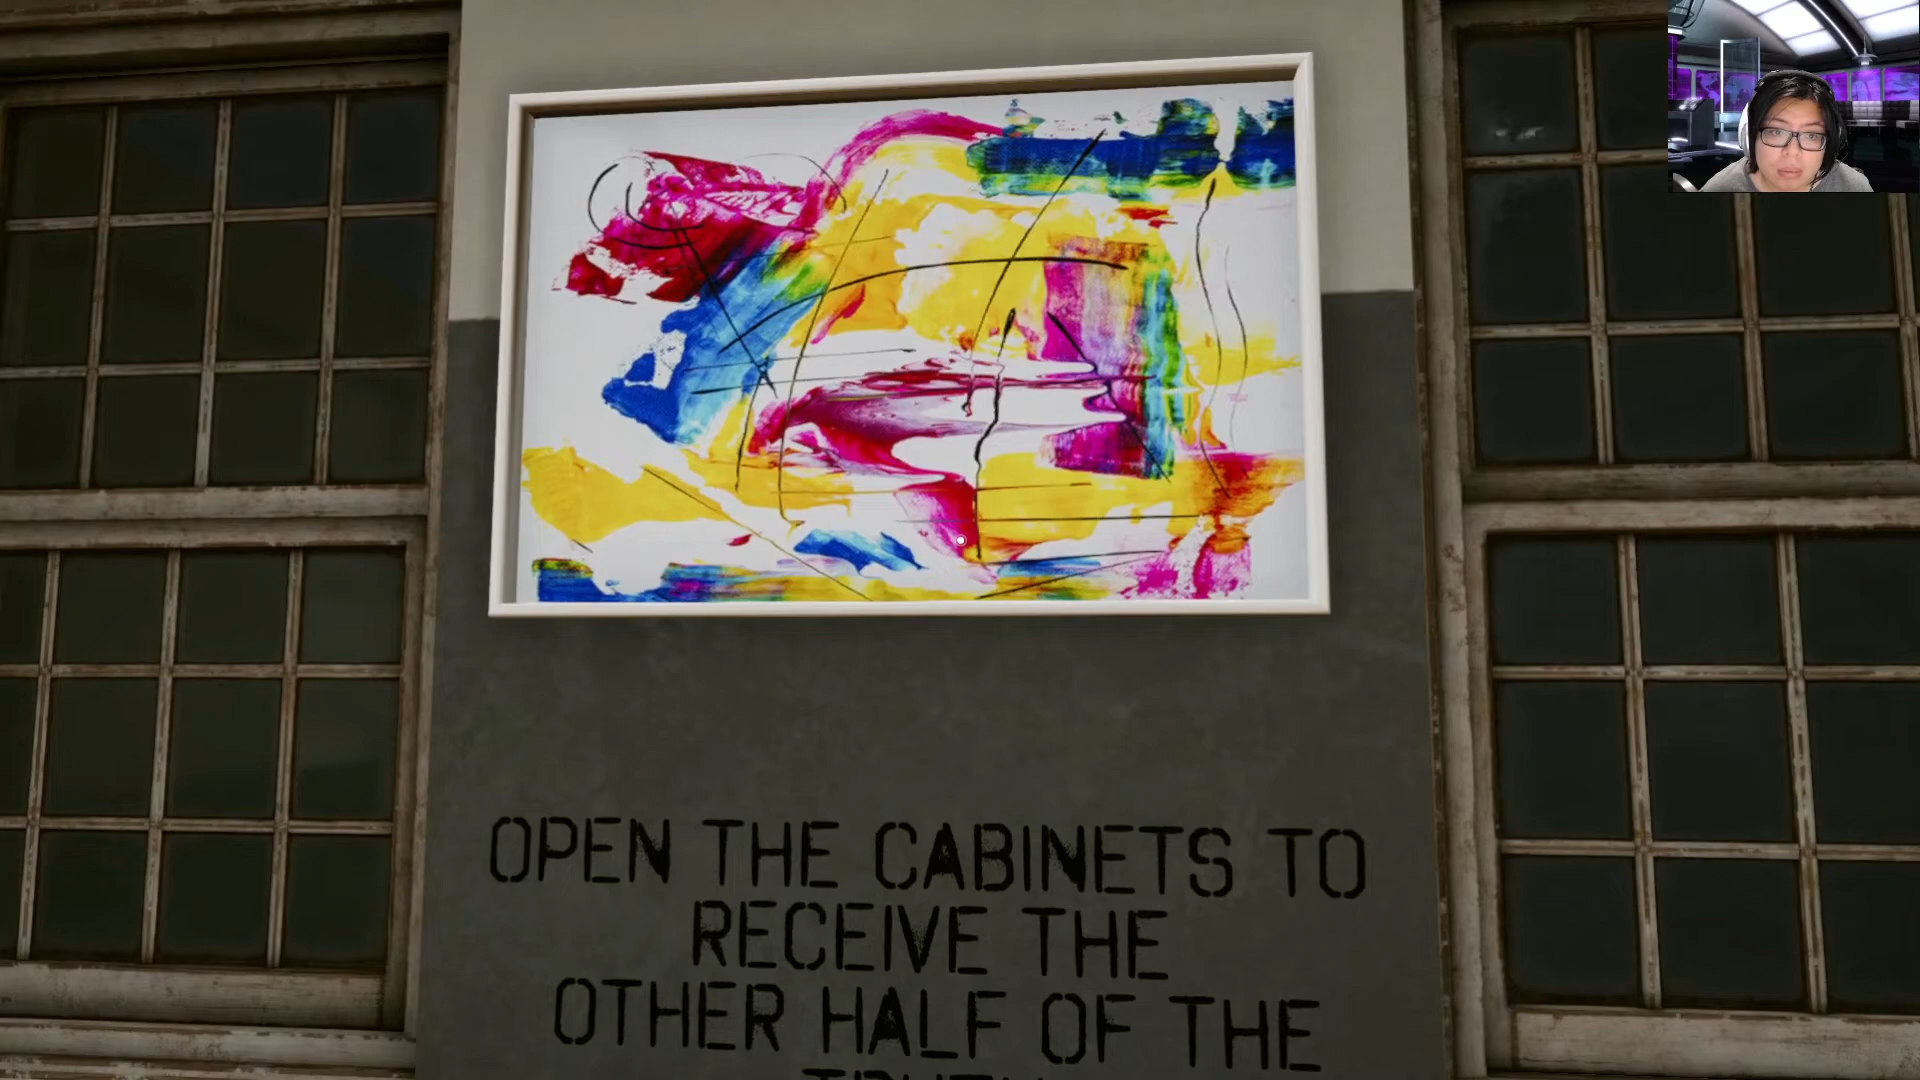 OPEN THE CABINETS TO
RECEIVE THE
OTHER HALF OF THE